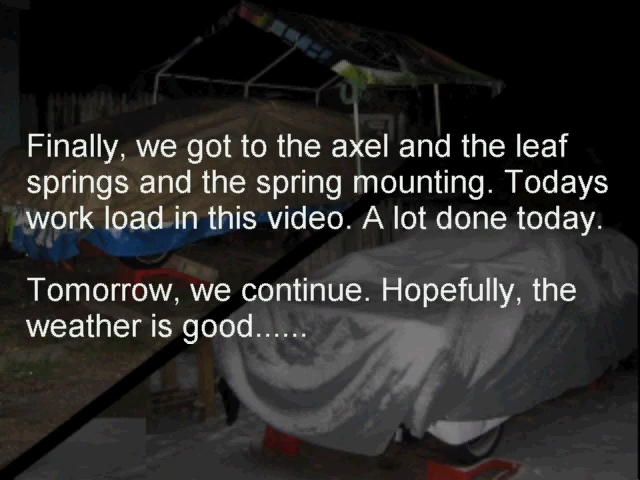 Finally, we got to the axel and the leaf
springs and the spring mounting. Todays
work load in this video. A lot done today.
Tomorrow, we continue. Hopefully, the
weather is good......